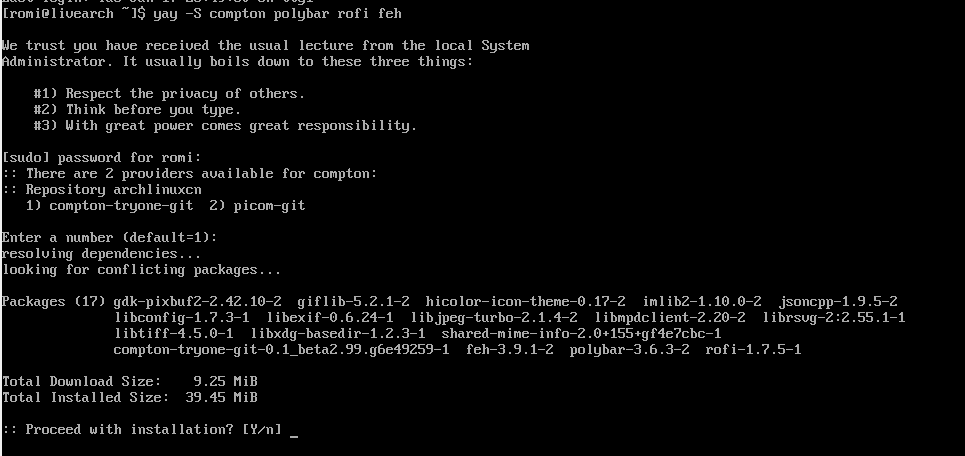 [romi@livearch ~]$ yay -S compton polybar rofi feh
We trust you have received the usual lecture from the local System
Administrator. It usually boils down to these three things:
#1) Respect the privacy of others.
#2) Think before you type.
#3) With great power comes great responsibility.
[sudo] password for romi:
:: There are 2 providers available for compton:
:: Repository archlinuxcn
1) compton-tryone-git 2) picom-git
Enter a number (default=1):
resolving dependencies...
looking for conflicting packages...
Packages (17) gdk-pixbuf2-2.42.10-2 giflib-5.2.1-2 hicolor-icon-theme-0.17-2 imlib2-1.10.0-2 jsoncpp-1.9.5-2
libconfig-1.7.3-1 libexif-0.6.24-1 libjpeg-turbo-2.1.4-2 libmpdclient-2.20-2 librsvg-2:2.55.1-1
libtiff-4.5.0-1 libxdg-basedir-1.2.3-1 shared-mime-info-2.0+155+gf4e7cbc-1
compton-tryone-git-0.1_beta2.99.g6e49259-1 feh-3.9.1-2 polybar-3.6.3-2 rofi-1.7.5-1
Total Download Size: 9.25 MiB
Total Installed Size: 39.45 MiB
:: Proceed with installation? [Y/n] _